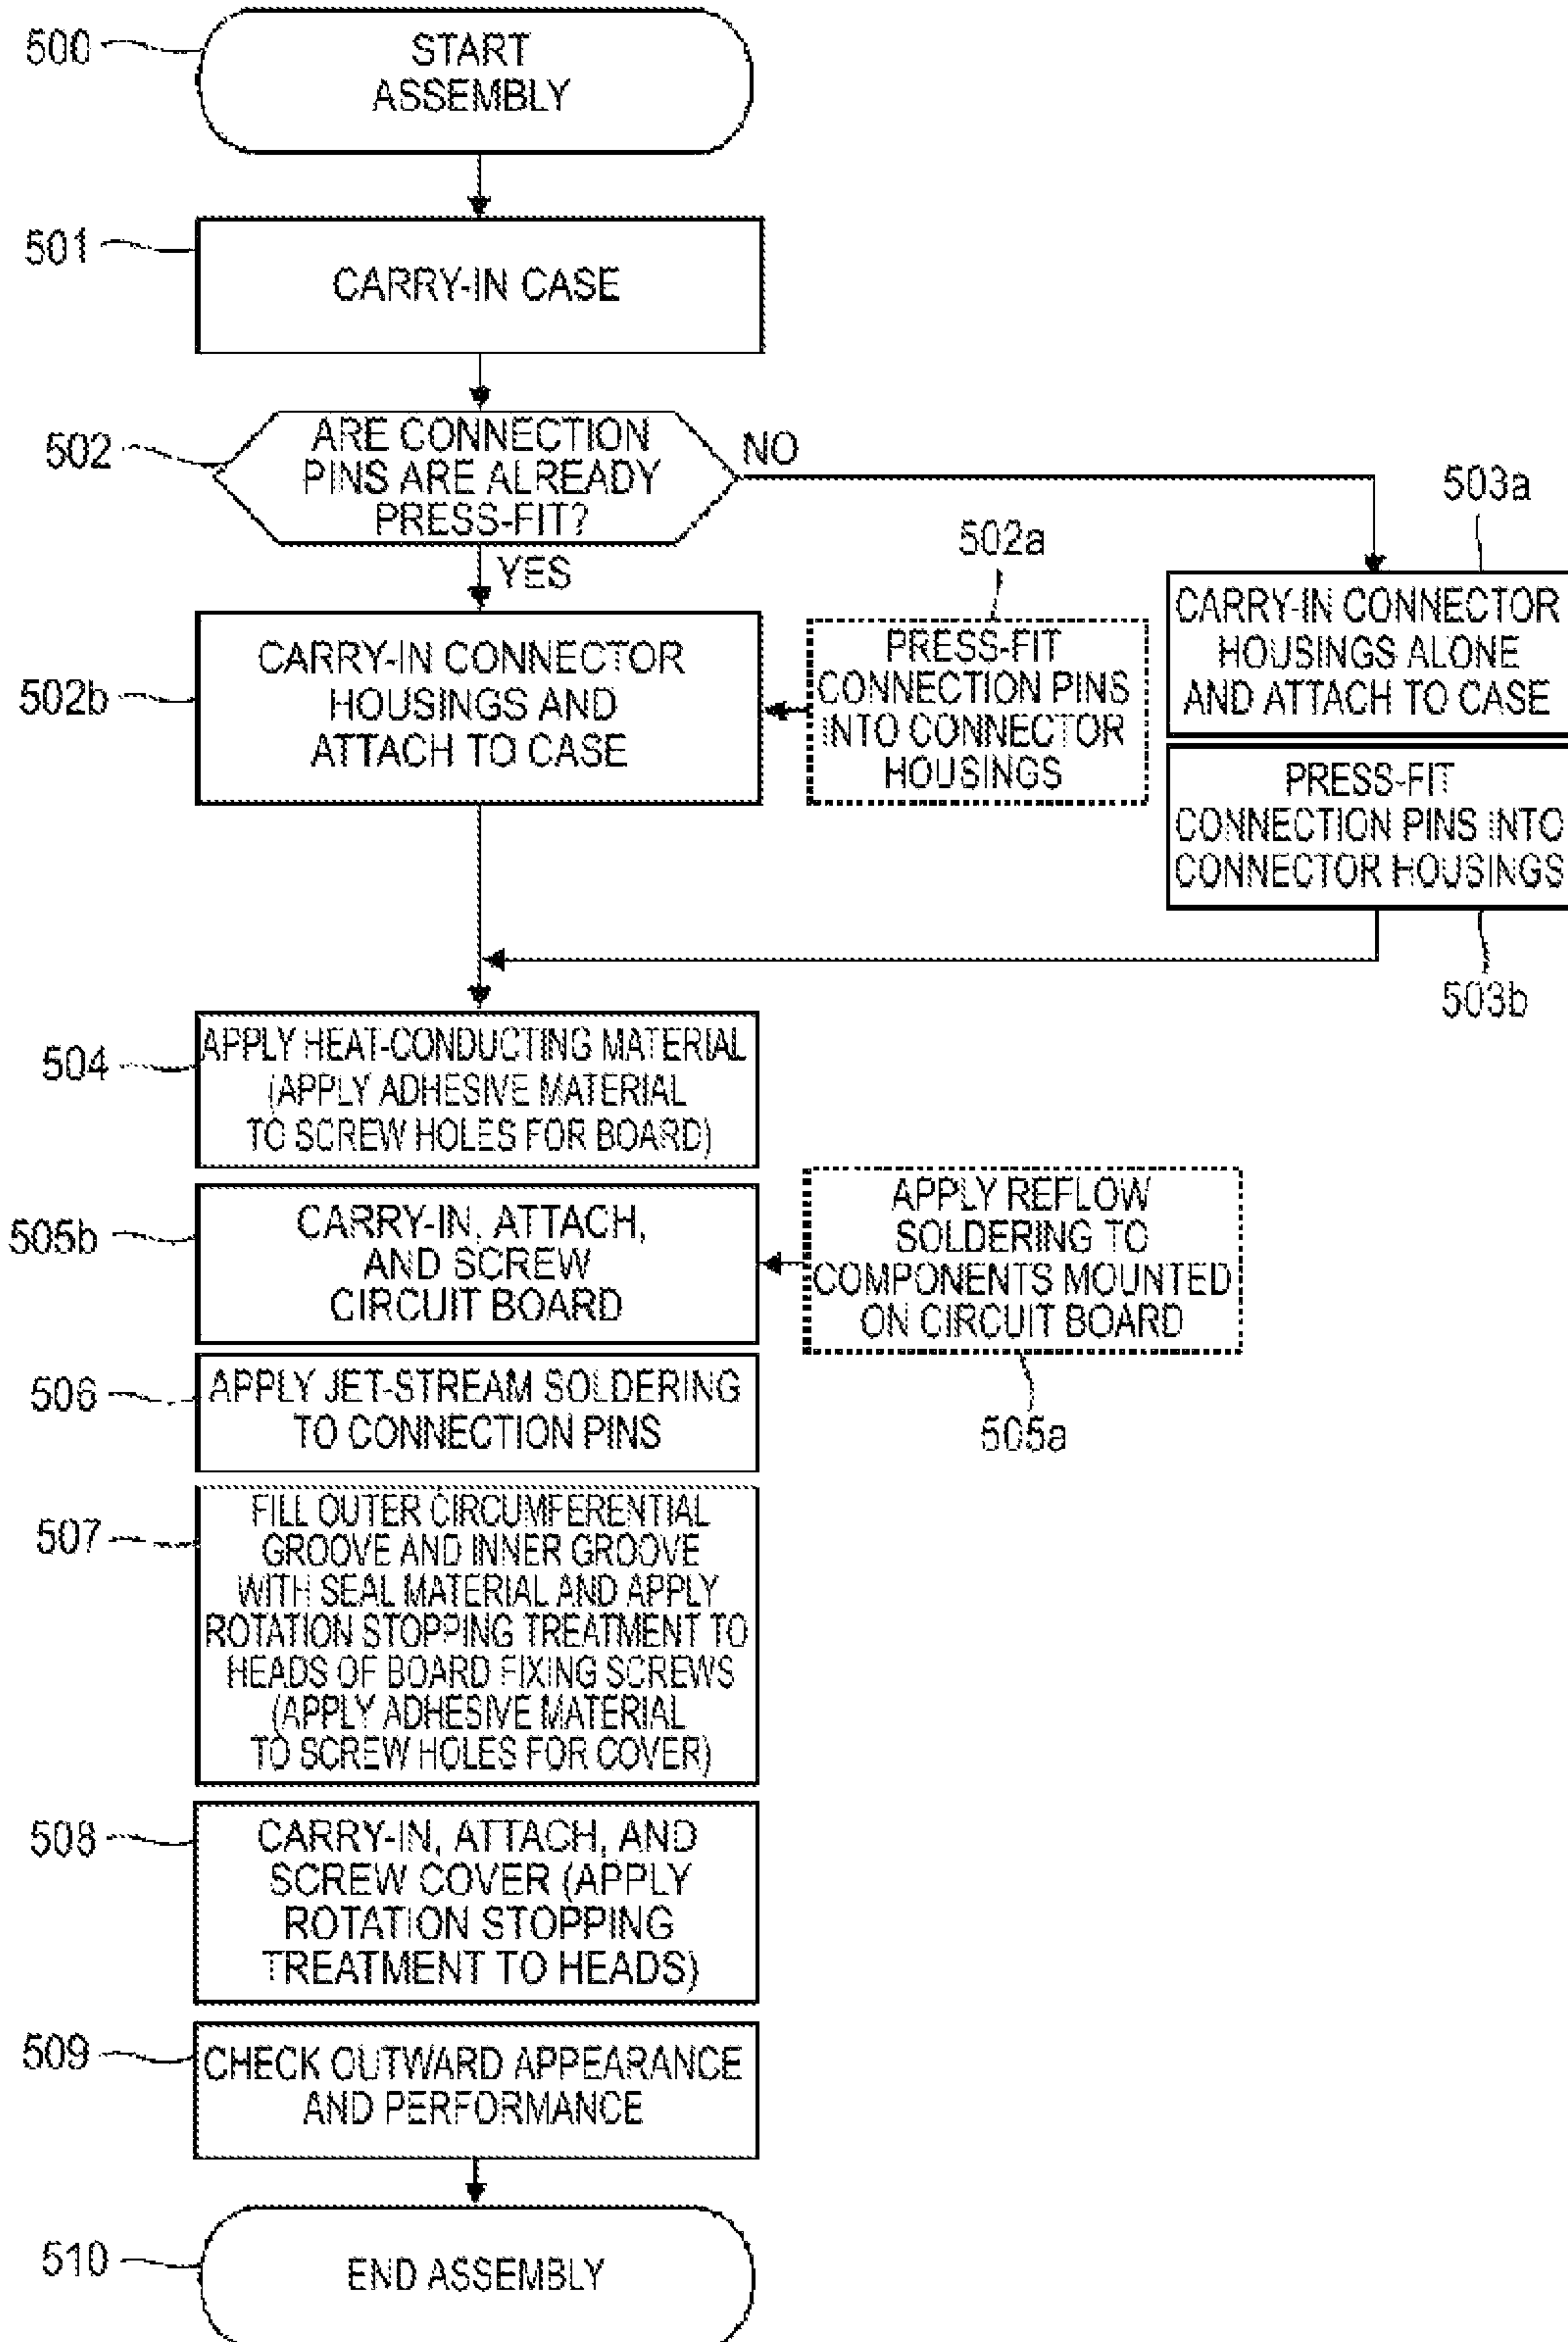 500
START
ASSEMBLY
501
CARRY-IN CASE
502
ARE CONNECTION
PINS ARE ALREADY
PRESS-FIT?
NO
YES
503a
CARRY-IN CONNECTOR
HOUSINGS ALONE
AND ATTACH TO CASE
502a
PRESS-FIT
CONNECTION PINS
INTO CONNECTOR
HOUSINGS
502b
CARRY-IN CONNECTOR
HOUSINGS AND
ATTACH TO CASE
PRESS-FIT
CONNECTION PINS INTO
CONNECTOR HOUSINGS
503b
504
APPLY HEAT-CONDUCTING MATERIAL
(APPLY ADHESIVE MATERIAL
TO SCREW HOLES FOR BOARD)
505b
CARRY-IN, ATTACH,
AND SCREW
CIRCUIT BOARD
APPLY REFLOW
SOLDERING TO
COMPONENTS MOUNTED
ON CIRCUIT BOARD
505a
506
APPLY JET-STREAM SOLDERING
TO CONNECTION PINS
507
FILL OUTER CIRCUMFERENTIAL
GROOVE AND INNER GROOVE
WITH SEAL MATERIAL AND APPLY
ROTATION STOPPING TREATMENT TO
HEADS OF BOARD FIXING SCREWS
(APPLY ADHESIVE MATERIAL
TO SCREW HOLES FOR COVER)
508
CARRY-IN, ATTACH, AND
SCREW COVER (APPLY
ROTATION STOPPING
TREATMENT TO HEADS)
509
CHECK OUTWARD APPEARANCE
AND PERFORMANCE
510
END ASSEMBLY